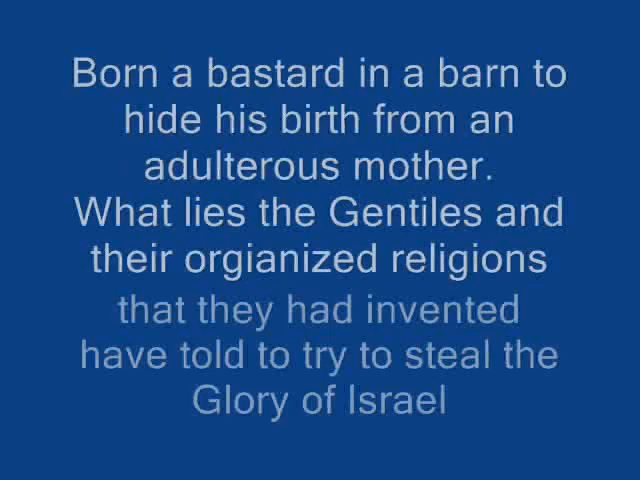 Born a bastard in a barn to
hide his birth from an
adulterous mother.
What lies the Gentiles and
their orgianized religions
that they had invented
have told to try to steal the
Glory of Israel